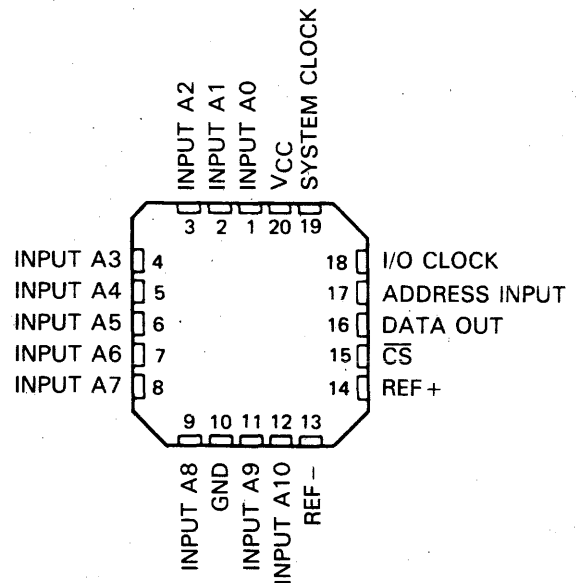 INPUT A2
INPUT A1
INPUT A0
VCC
SYSTEM CLOCK
3 2 1 20 19
INPUT A3 4
18 I/O CLOCK
INPUT A4 5
17 ADDRESS INPUT
INPUT A5 6
16 DATA OUT
INPUT A6 7
15 C̅S̅
INPUT A7 8
14 REF+
9 10 11 12 13
INPUT A8
GND
INPUT A9
INPUT A10
REF−